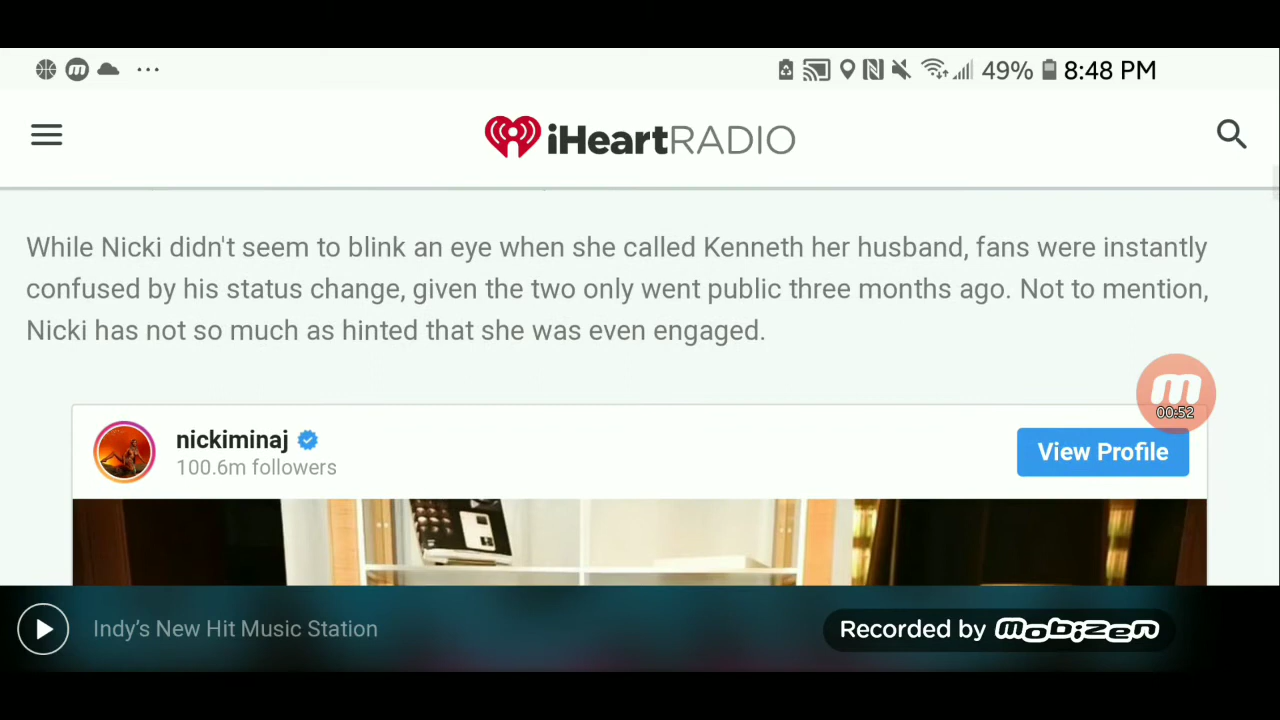 49% 8:48 PM
iHeartRADIO
While Nicki didn't seem to blink an eye when she called Kenneth her husband, fans were instantly
confused by his status change, given the two only went public three months ago. Not to mention,
Nicki has not so much as hinted that she was even engaged.
m
00:52
nickiminaj
100.6m followers
View Profile
Indy's New Hit Music Station
Recorded by mobizen